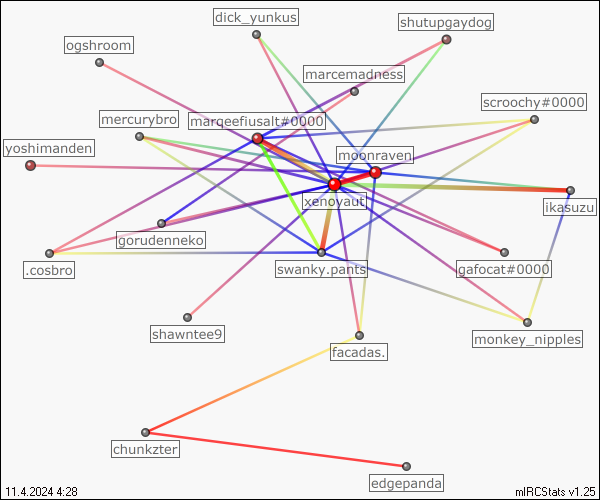 dick_yunkus
shutupgaydog
ogshroom
marcemadness
scroochy#0000
mercurybro
marqeefiusalt#0000
yoshimanden
moonraven
xenovauti
ikasuzu
gorudenneko
.cosbro
swanky.pants
gafocat#0000
shawntee9
facadas.
monkey_nipples
chunkzter
edgepanda
11.4.2024 4:28
mIRCStats v1.25